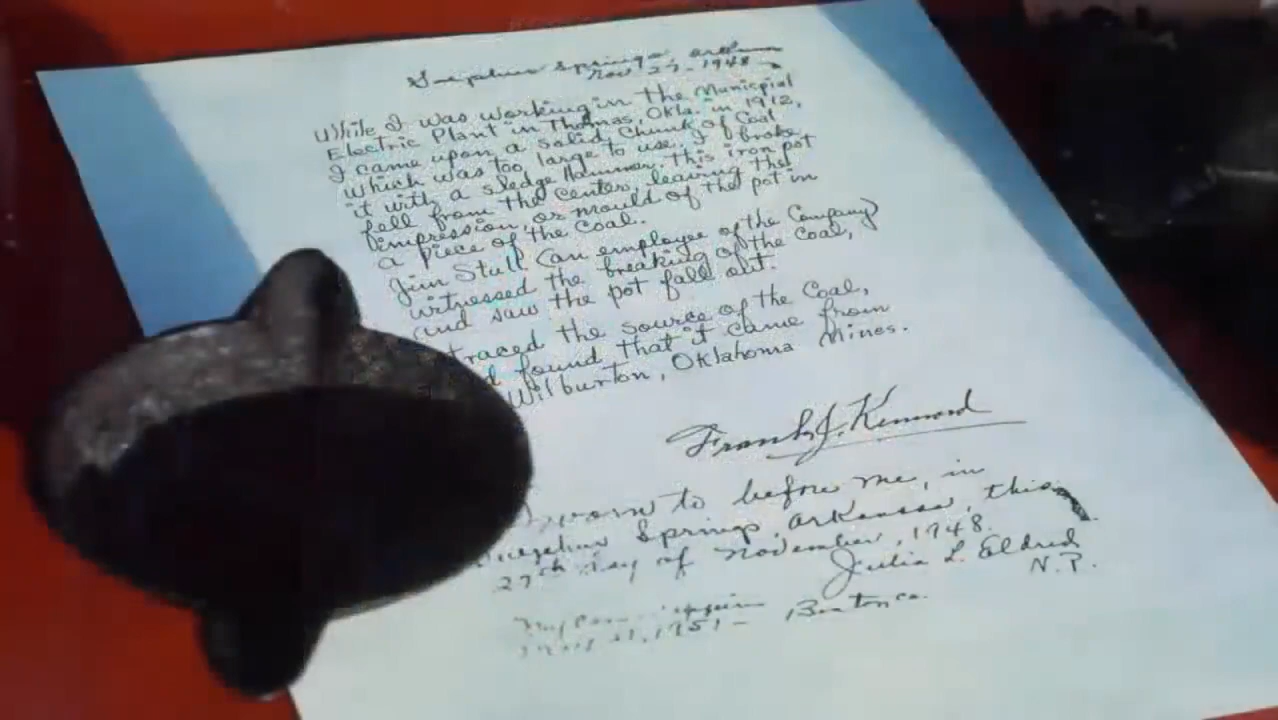 Sulphur Springs, Arkan
Nov 27-1948
While I was working in the Municipal
Electric Plant in Thomas, Okla. in 1912,
I came upon a solid chunk of Coal
which was too large to use. I broke
it with a sledge Hammer, this iron pot
fell from the center, leaving the
impression, or mould of the pot in
a piece of the coal.
Jim Stull (an employee of the Company)
witnessed the breaking of the Coal,
and saw the pot fall out.
traced the source of the Coal,
found that it came from
Wilburton, Oklahoma Mines.
Frank J. Kennard
Sworn to before me, in
Sulphur Springs, Arkansas, this
27th day of November, 1948.
Julia L. Eldred
N.P.
My Com. expires
1951 - Benton Co.